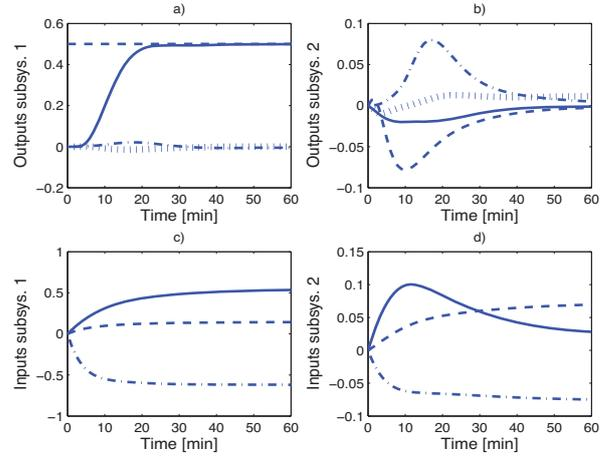 a)
0.6
0.4
0.2
0
−0.2
0 10 20 30 40 50 60
Time [min]
Outputs subsys. 1
b)
0.1
0.05
0
−0.05
−0.1
0 10 20 30 40 50 60
Time [min]
Outputs subsys. 2
c)
1
0.5
0
−0.5
−1
0 10 20 30 40 50 60
Time [min]
Inputs subsys. 1
d)
0.15
0.1
0.05
0
−0.05
−0.1
0 10 20 30 40 50 60
Time [min]
Inputs subsys. 2